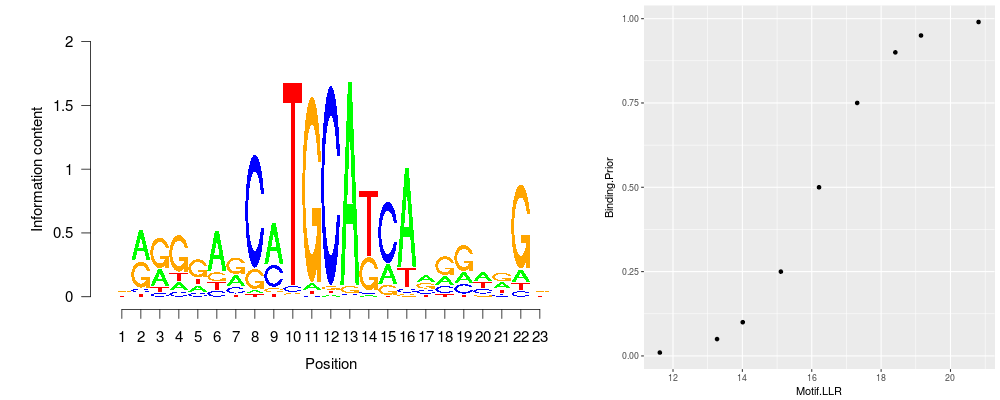 Information content
2
1.5
1
0.5
0
1 2 3 4 5 6 7 8 9 10 11 12 13 14 15 16 17 18 19 20 21 22 23
Position
A G G G A G C A T G C A T C A G G G
G A A T A G C G A T A A A
Binding.Prior
1.00
0.75
0.50
0.25
0.00
12 14 16 18 20
Motif.LLR